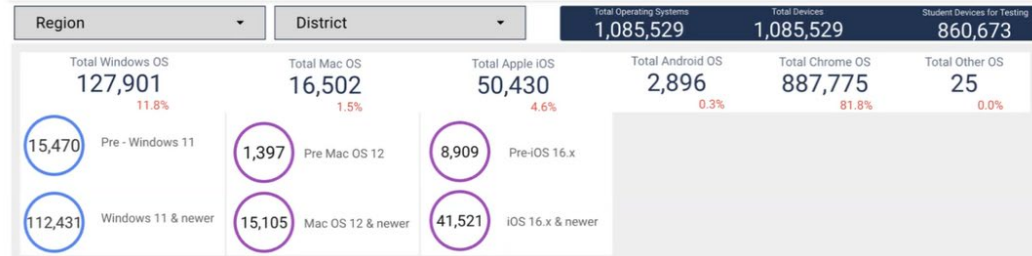 Region
District
Total Operating Systems
1,085,529
Total Devices
1,085,529
Student Devices for Testing
860,673
Total Windows OS
127,901
11.8%
Total Mac OS
16,502
1.5%
Total Apple iOS
50,430
4.6%
Total Android OS
2,896
0.3%
Total Chrome OS
887,775
81.8%
Total Other OS
25
0.0%
15,470
Pre - Windows 11
1,397
Pre Mac OS 12
8,909
Pre-iOS 16.x
112,431
Windows 11 & newer
15,105
Mac OS 12 & newer
41,521
iOS 16.x & newer